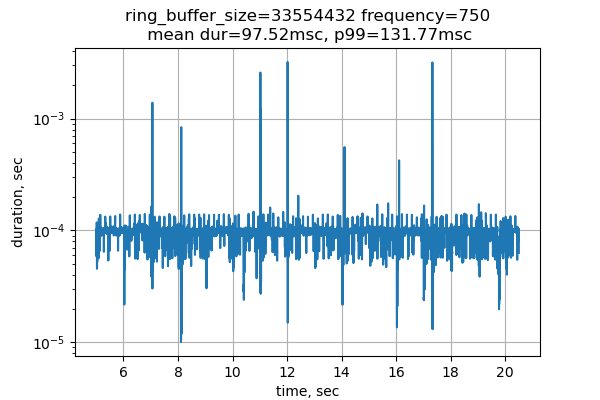 ring_buffer_size=33554432 frequency=750
mean dur=97.52msc, p99=131.77msc
duration, sec
10⁻³
10⁻⁴
10⁻⁵
6 8 10 12 14 16 18 20
time, sec